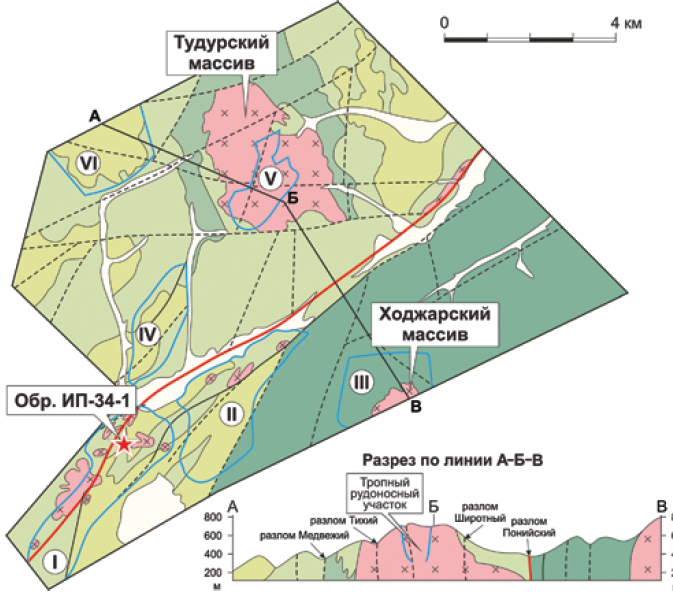 0 4 км
Тудурский
массив
А
VI
V
Б
IV
Ходжарский
массив
III
Обр. ИП-34-1
II
В
I
Разрез по линии А–Б–В
А Тропный Б В
рудоносный
участок
разлом Тихий
разлом Медвежий
разлом
Широтный
разлом
Понийский
800
600
400
200
м